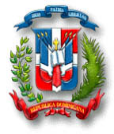 DIOS PATRIA LIBERTAD
REPUBLICA DOMINICANA